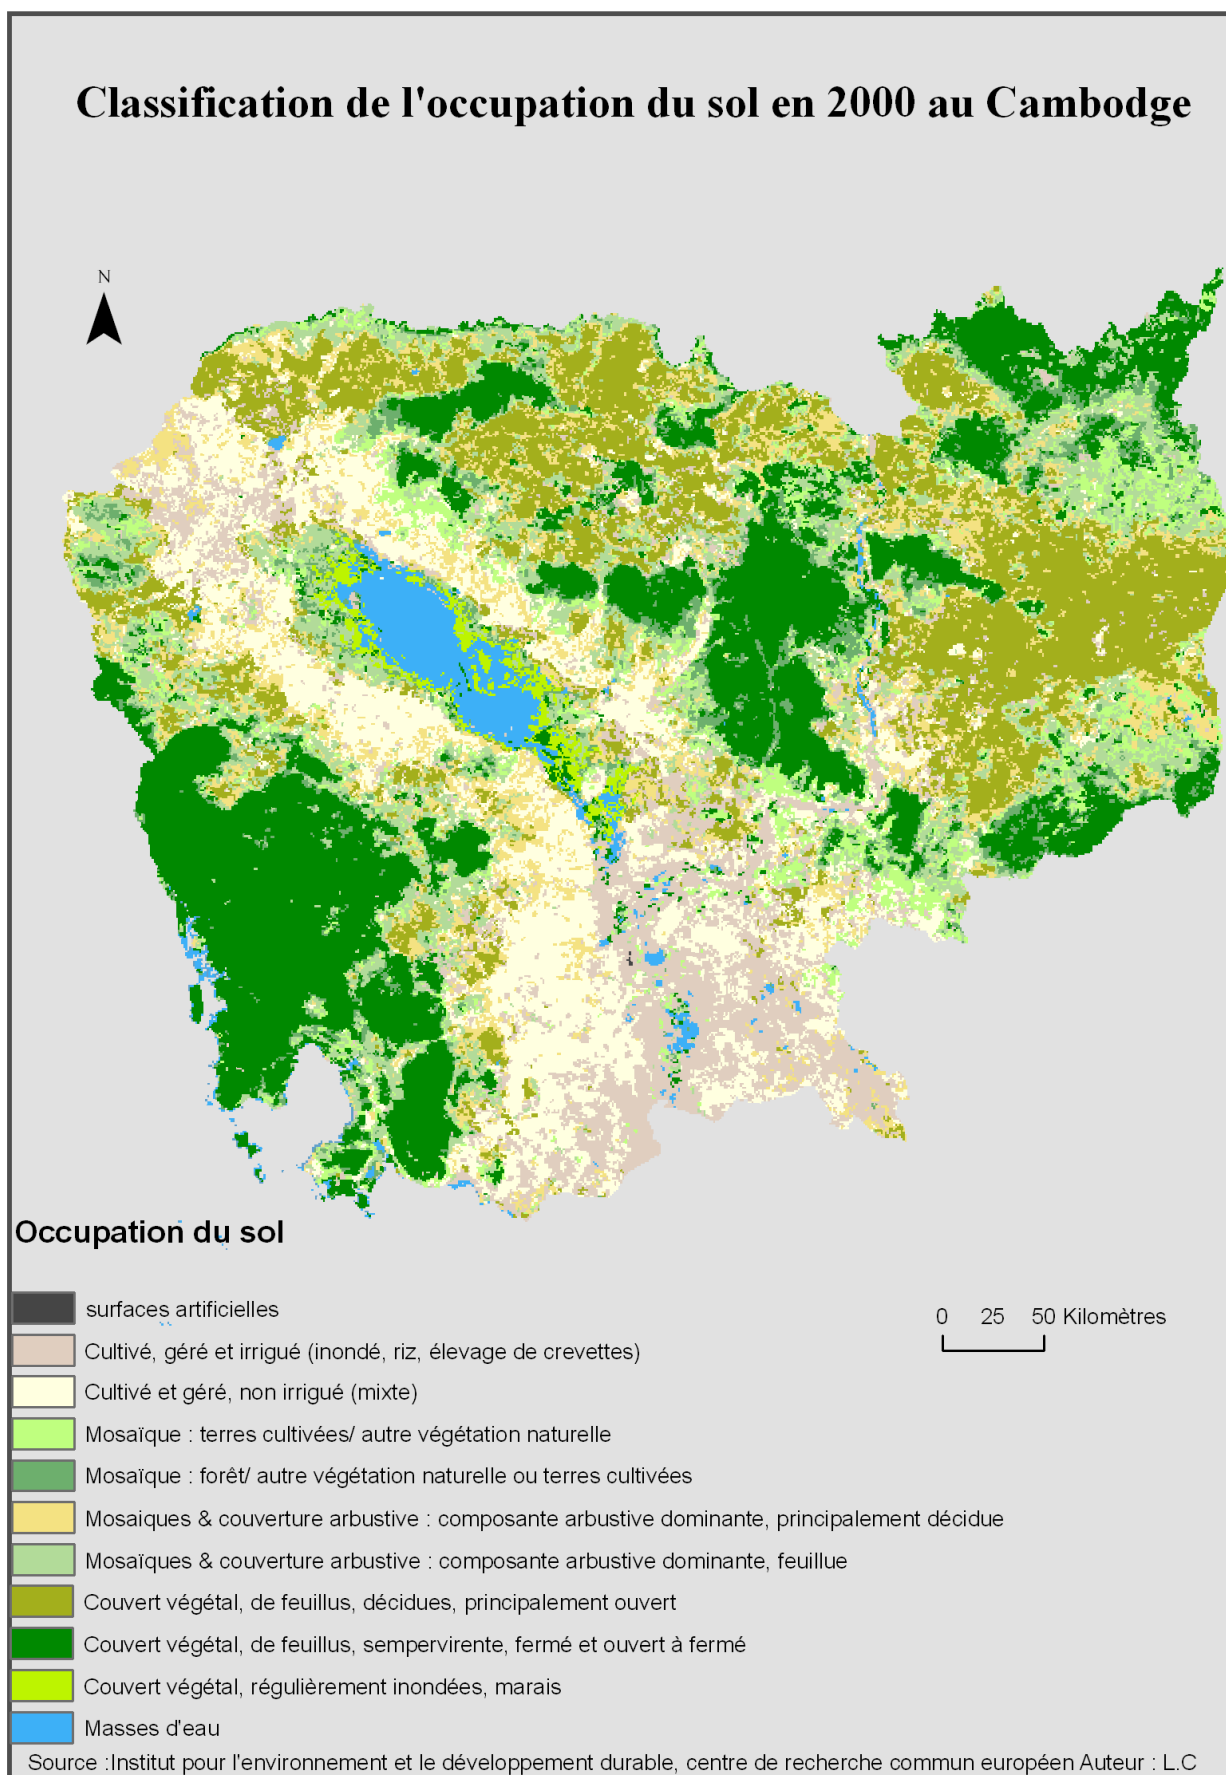 Classification de l'occupation du sol en 2000 au Cambodge
N
Occupation du sol
surfaces artificielles
0 25 50 Kilomètres
Cultivé, géré et irrigué (inondé, riz, élevage de crevettes)
Cultivé et géré, non irrigué (mixte)
Mosaïque : terres cultivées/ autre végétation naturelle
Mosaïque : forêt/ autre végétation naturelle ou terres cultivées
Mosaiques & couverture arbustive : composante arbustive dominante, principalement décidue
Mosaïques & couverture arbustive : composante arbustive dominante, feuillue
Couvert végétal, de feuillus, décidues, principalement ouvert
Couvert végétal, de feuillus, sempervirente, fermé et ouvert à fermé
Couvert végétal, régulièrement inondées, marais
Masses d'eau
Source :Institut pour l'environnement et le développement durable, centre de recherche commun européen Auteur : L.C